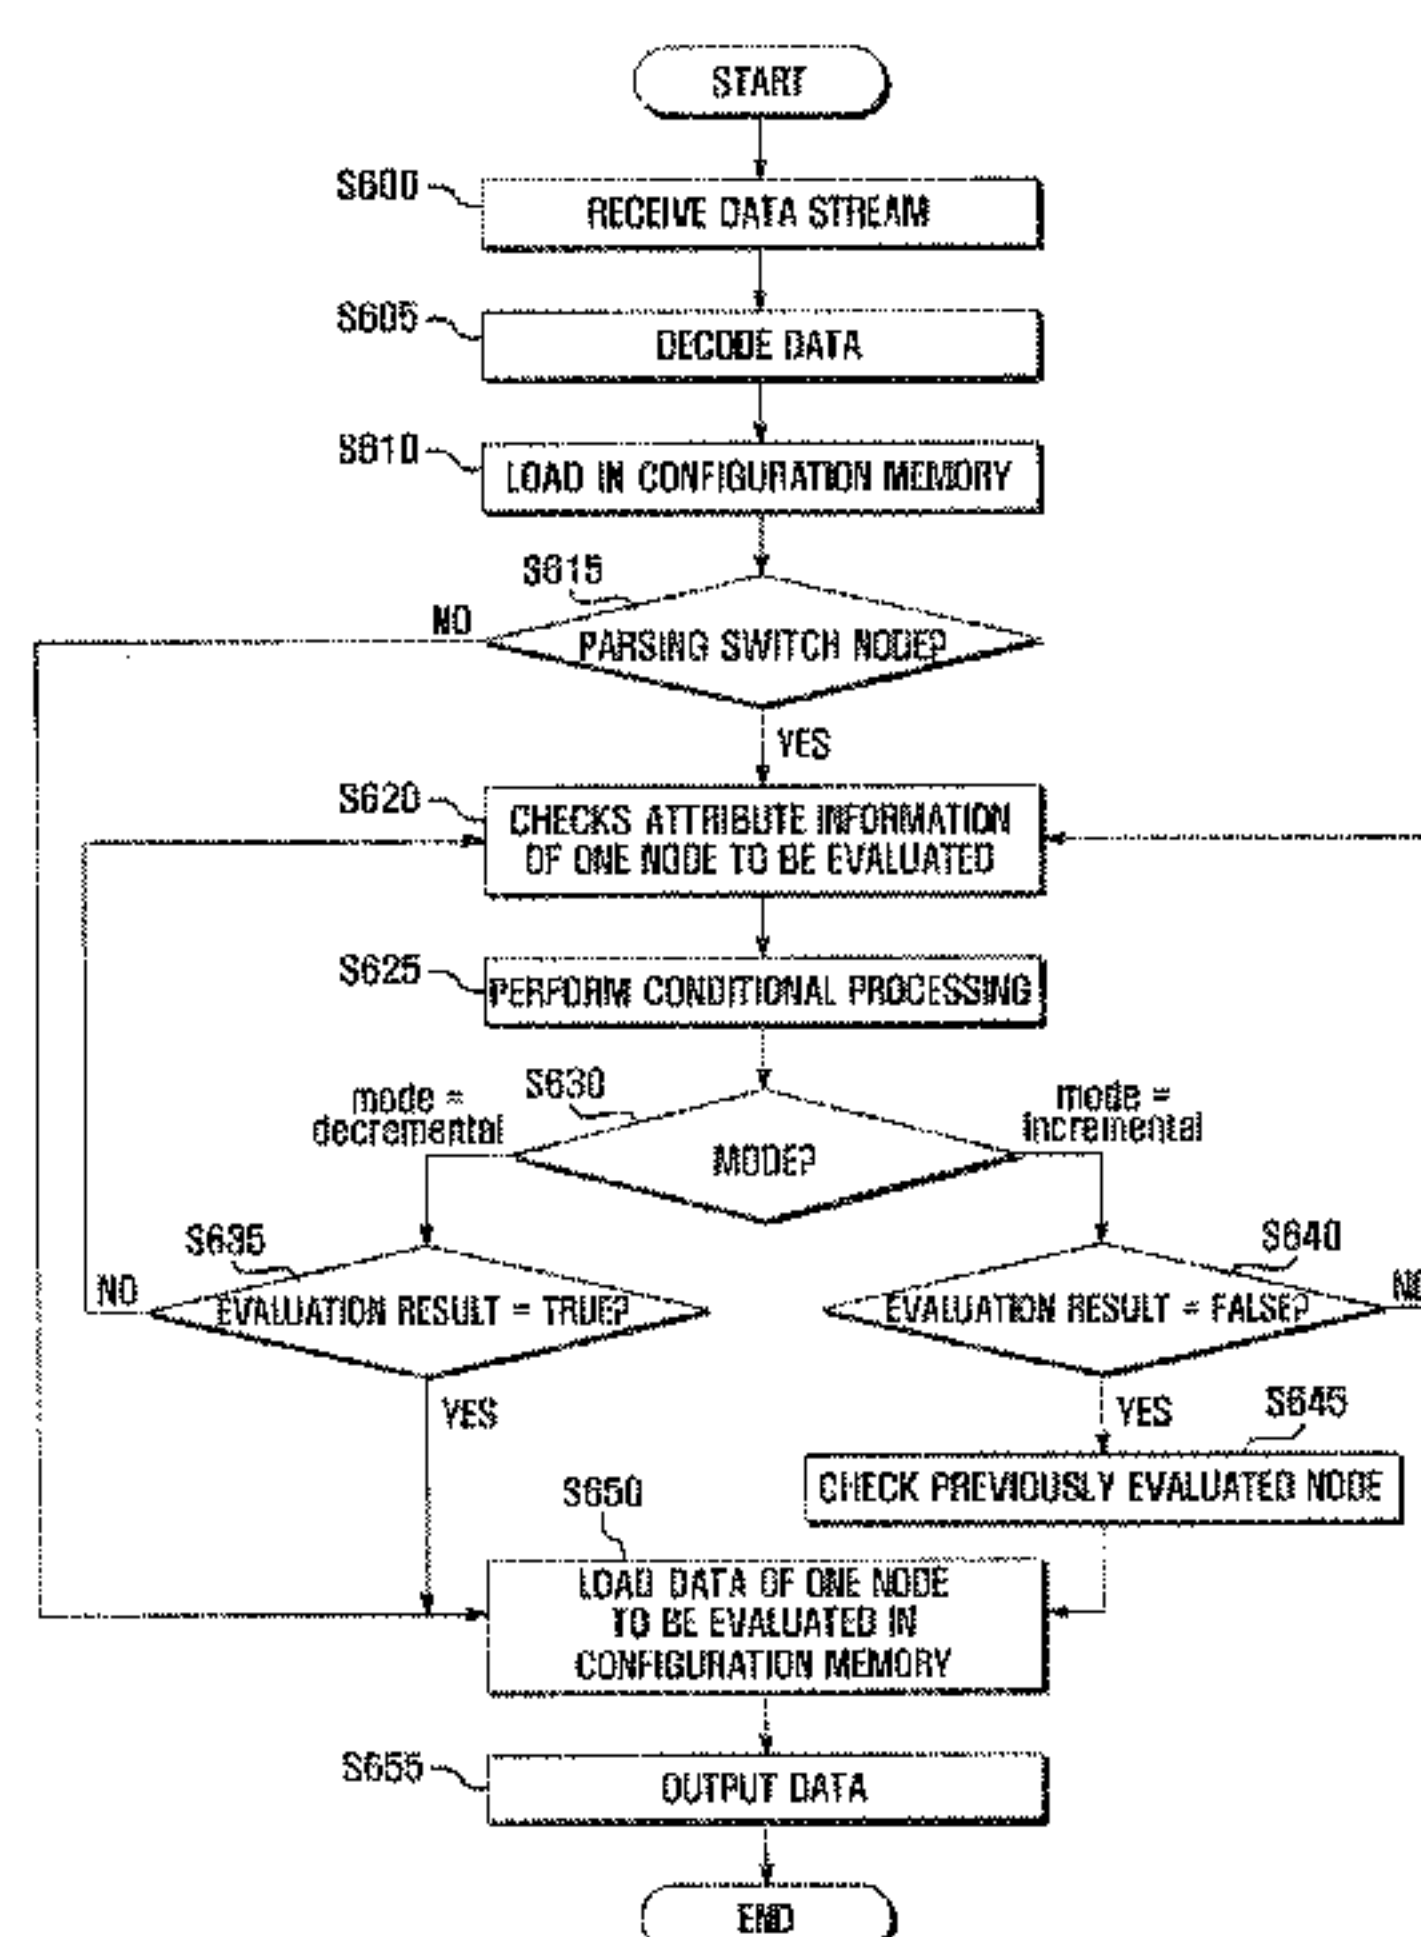 START
S600
RECEIVE DATA STREAM
S605
DECODE DATA
S610
LOAD IN CONFIGURATION MEMORY
S615
NO
PARSING SWITCH NODE?
YES
S620
CHECKS ATTRIBUTE INFORMATION
OF ONE NODE TO BE EVALUATED
S625
PERFORM CONDITIONAL PROCESSING
S630
mode =
decremental
mode =
incremental
MODE?
S635
S640
NO
EVALUATION RESULT = TRUE?
EVALUATION RESULT = FALSE?
NO
YES
YES
S645
CHECK PREVIOUSLY EVALUATED NODE
S650
LOAD DATA OF ONE NODE
TO BE EVALUATED IN
CONFIGURATION MEMORY
S655
OUTPUT DATA
END